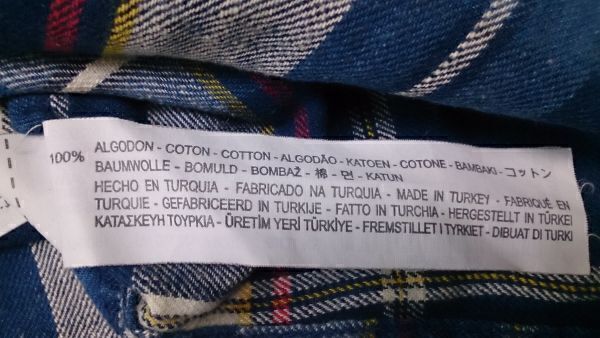 100% ALGODON - COTON - COTTON - ALGODÃO - KATOEN - COTONE - BAMBAKI - コットン
BAUMWOLLE - BOMULD - BOMBAŽ - 棉 - 면 - KATUN
HECHO EN TURQUIA - FABRICADO NA TURQUIA - MADE IN TURKEY - FABRIQUÉ EN
TURQUIE - GEFABRICEERD IN TURKIJE - FATTO IN TURCHIA - HERGESTELLT IN TÜRKEI
ΚΑΤΑΣΚΕΥΗ ΤΟΥΡΚΙΑ - ÜRETİM YERİ TÜRKİYE - FREMSTILLET I TYRKIET - DIBUAT DI TURKI